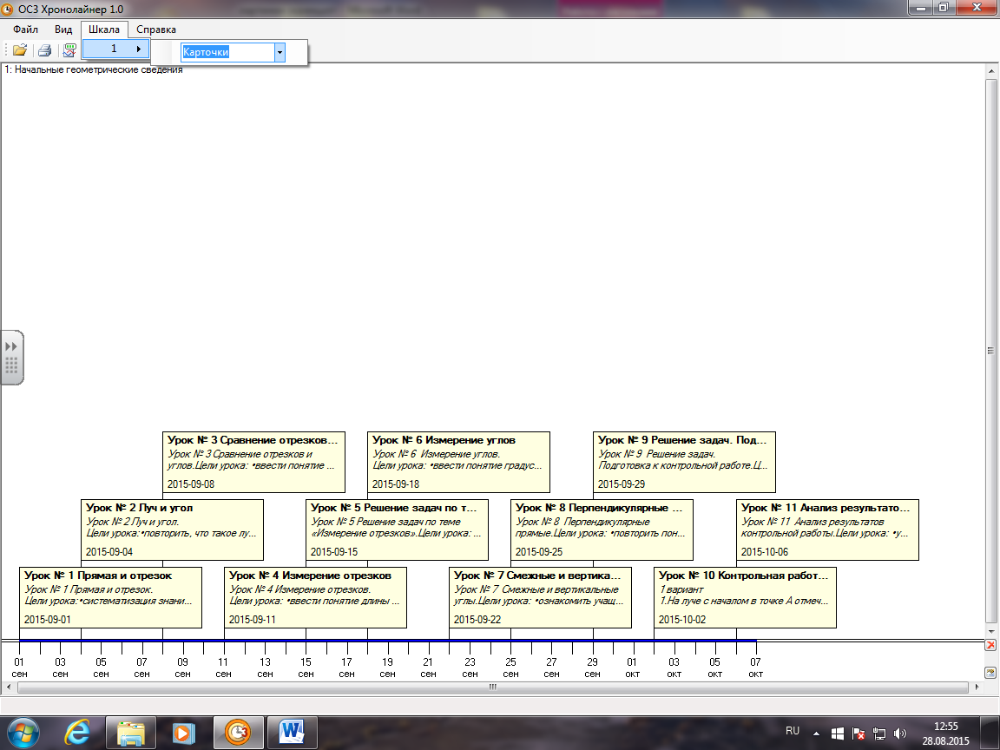 ОС3 Хронолайнер 1.0
Файл Вид Шкала Справка
1 Карточки
1: Начальные геометрические сведения
Урок № 3 Сравнение отрезков...
Урок № 3 Сравнение отрезков и
углов.Цели урока: •ввести понятие ...
2015-09-08
Урок № 6 Измерение углов
Урок № 6 Измерение углов.
Цели урока: •ввести понятие градус...
2015-09-18
Урок № 9 Решение задач. Под...
Урок № 9 Решение задач.
Подготовка к контрольной работе.Ц...
2015-09-29
Урок № 2 Луч и угол
Урок № 2 Луч и угол.
Цели урока:•повторить, что такое лу...
2015-09-04
Урок № 5 Решение задач по т...
Урок № 5 Решение задач по теме
«Измерение отрезков».Цели урока: ...
2015-09-15
Урок № 8 Перпендикулярные ...
Урок № 8 Перпендикулярные
прямые.Цели урока: •повторить пон...
2015-09-25
Урок № 11 Анализ результато...
Урок № 11 Анализ результатов
контрольной работы.Цели урока: •у...
2015-10-06
Урок № 1 Прямая и отрезок
Урок № 1 Прямая и отрезок.
Цели урока:•систематизация знани...
2015-09-01
Урок № 4 Измерение отрезков
Урок № 4 Измерение отрезков.
Цели урока: •ввести понятие длины ...
2015-09-11
Урок № 7 Смежные и вертика...
Урок № 7 Смежные и вертикальные
углы.Цели урока: •ознакомить учащ...
2015-09-22
Урок № 10 Контрольная работ...
1 вариант
1.На луче с началом в точке А отмеч...
2015-10-02
01 03 05 07 09 11 13 15 17 19 21 23 25 27 29 01 03 05 07
сен сен сен сен сен сен сен сен сен сен сен сен сен сен сен окт окт окт окт
RU
12:55
28.08.2015